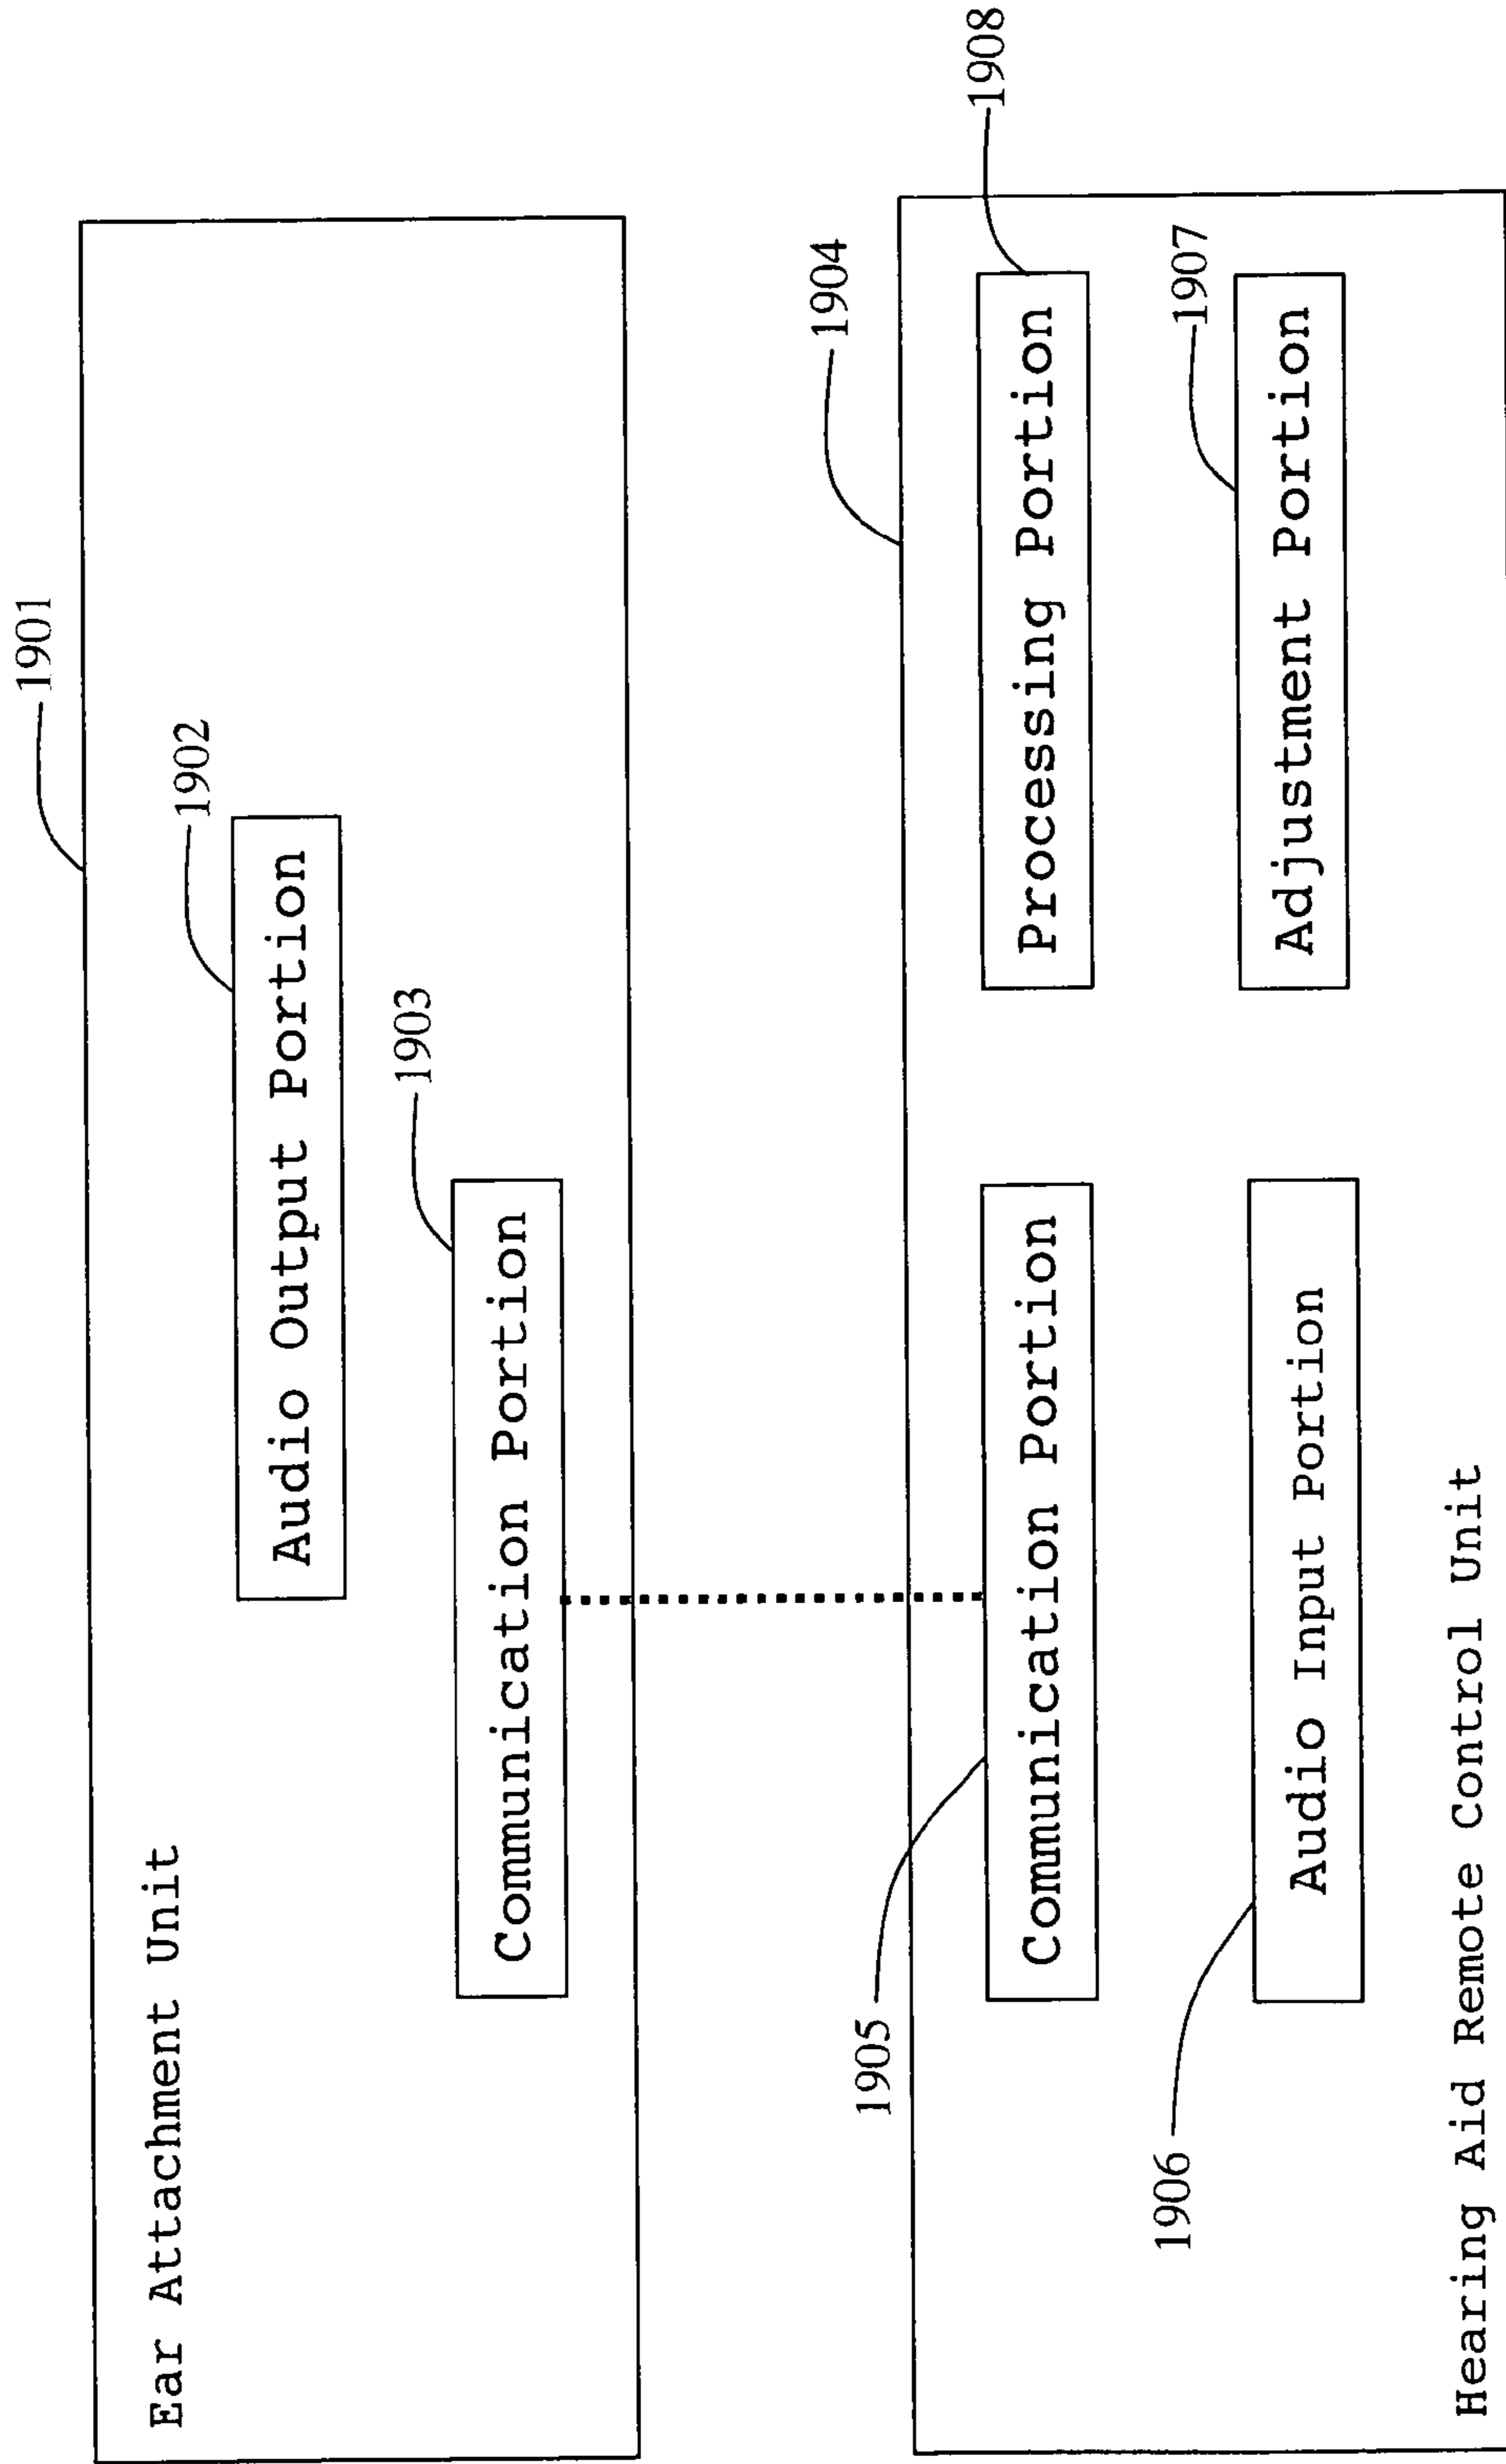 1901
Ear Attachment Unit
1902
Audio Output Portion
1903
Communication Portion
1904
1905
1908
Communication Portion
Processing Portion
1906
1907
Audio Input Portion
Adjustment Portion
Hearing Aid Remote Control Unit